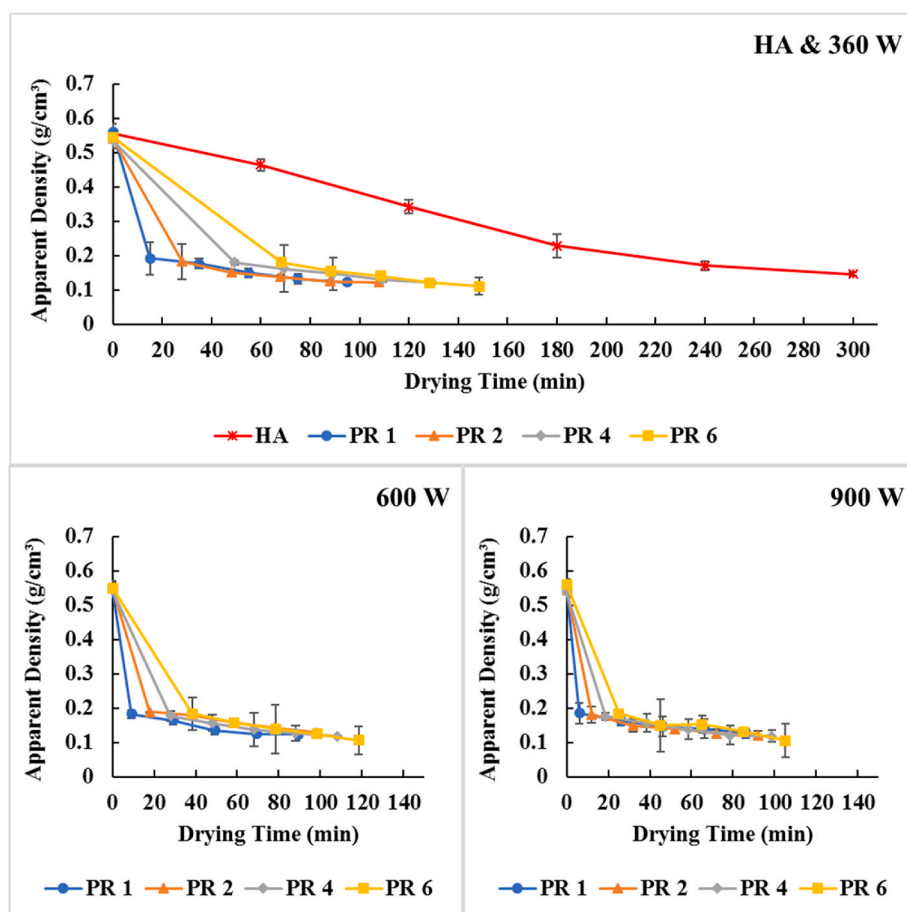 HA & 360 W
Apparent Density (g/cm³)
0.7
0.6
0.5
0.4
0.3
0.2
0.1
0
0 20 40 60 80 100 120 140 160 180 200 220 240 260 280 300
Drying Time (min)
HA PR 1 PR 2 PR 4 PR 6
600 W
Apparent Density (g/cm³)
0.7
0.6
0.5
0.4
0.3
0.2
0.1
0
0 20 40 60 80 100 120 140
Drying Time (min)
PR 1 PR 2 PR 4 PR 6
900 W
Apparent Density (g/cm³)
0.7
0.6
0.5
0.4
0.3
0.2
0.1
0
0 20 40 60 80 100 120 140
Drying Time (min)
PR 1 PR 2 PR 4 PR 6